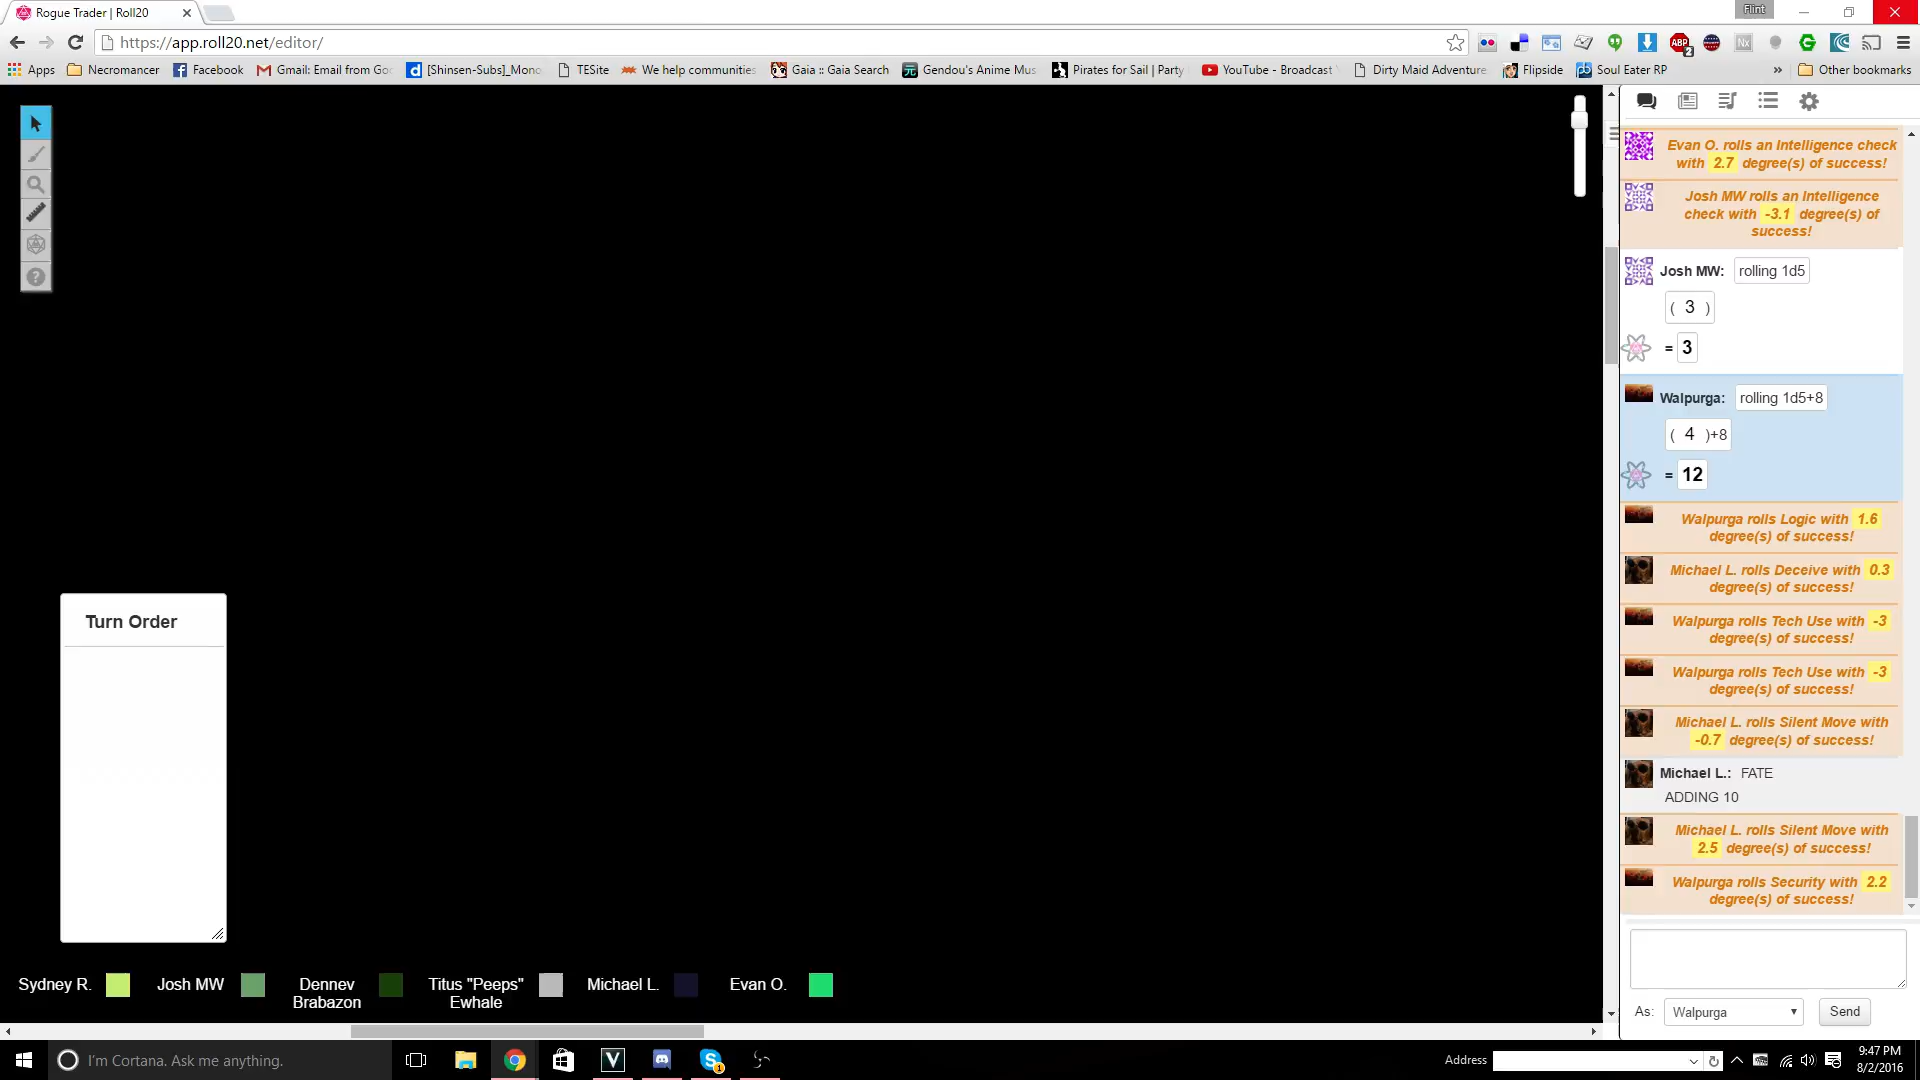 Rogue Trader | Roll20
Flint
https://app.roll20.net/editor/
Apps
Necromancer
Facebook
Gmail: Email from Go
[Shinsen-Subs]_Mono
TESite
We help communities
Gaia :: Gaia Search
Gendou's Anime Mus
Pirates for Sail | Party
YouTube - Broadcast
Dirty Maid Adventure
Flipside
Soul Eater RP
»
Other bookmarks
Evan O. rolls an Intelligence check
with 2.7 degree(s) of success!
Josh MW rolls an Intelligence
check with -3.1 degree(s) of
success!
Josh MW: rolling 1d5
( 3 )
= 3
Walpurga: rolling 1d5+8
( 4 )+8
= 12
Walpurga rolls Logic with 1.6
degree(s) of success!
Michael L. rolls Deceive with 0.3
degree(s) of success!
Walpurga rolls Tech Use with -3
degree(s) of success!
Walpurga rolls Tech Use with -3
degree(s) of success!
Michael L. rolls Silent Move with
-0.7 degree(s) of success!
Michael L.: FATE
ADDING 10
Michael L. rolls Silent Move with
2.5 degree(s) of success!
Walpurga rolls Security with 2.2
degree(s) of success!
As: Walpurga Send
Turn Order
Sydney R.
Josh MW
Dennev
Brabazon
Titus "Peeps"
Ewhale
Michael L.
Evan O.
I'm Cortana. Ask me anything.
Address
9:47 PM
8/2/2016